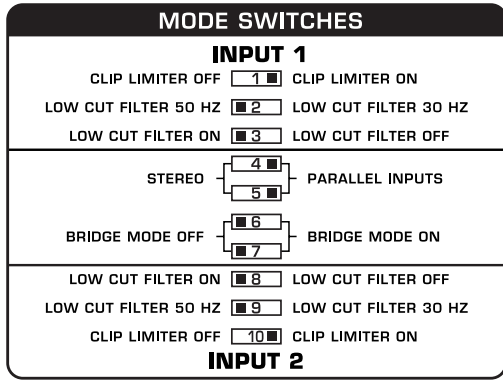 MODE SWITCHES
INPUT 1
CLIP LIMITER OFF 1 CLIP LIMITER ON
LOW CUT FILTER 50 HZ 2 LOW CUT FILTER 30 HZ
LOW CUT FILTER ON 3 LOW CUT FILTER OFF
4
STEREO PARALLEL INPUTS
5
6
BRIDGE MODE OFF BRIDGE MODE ON
7
LOW CUT FILTER ON 8 LOW CUT FILTER OFF
LOW CUT FILTER 50 HZ 9 LOW CUT FILTER 30 HZ
CLIP LIMITER OFF 10 CLIP LIMITER ON
INPUT 2